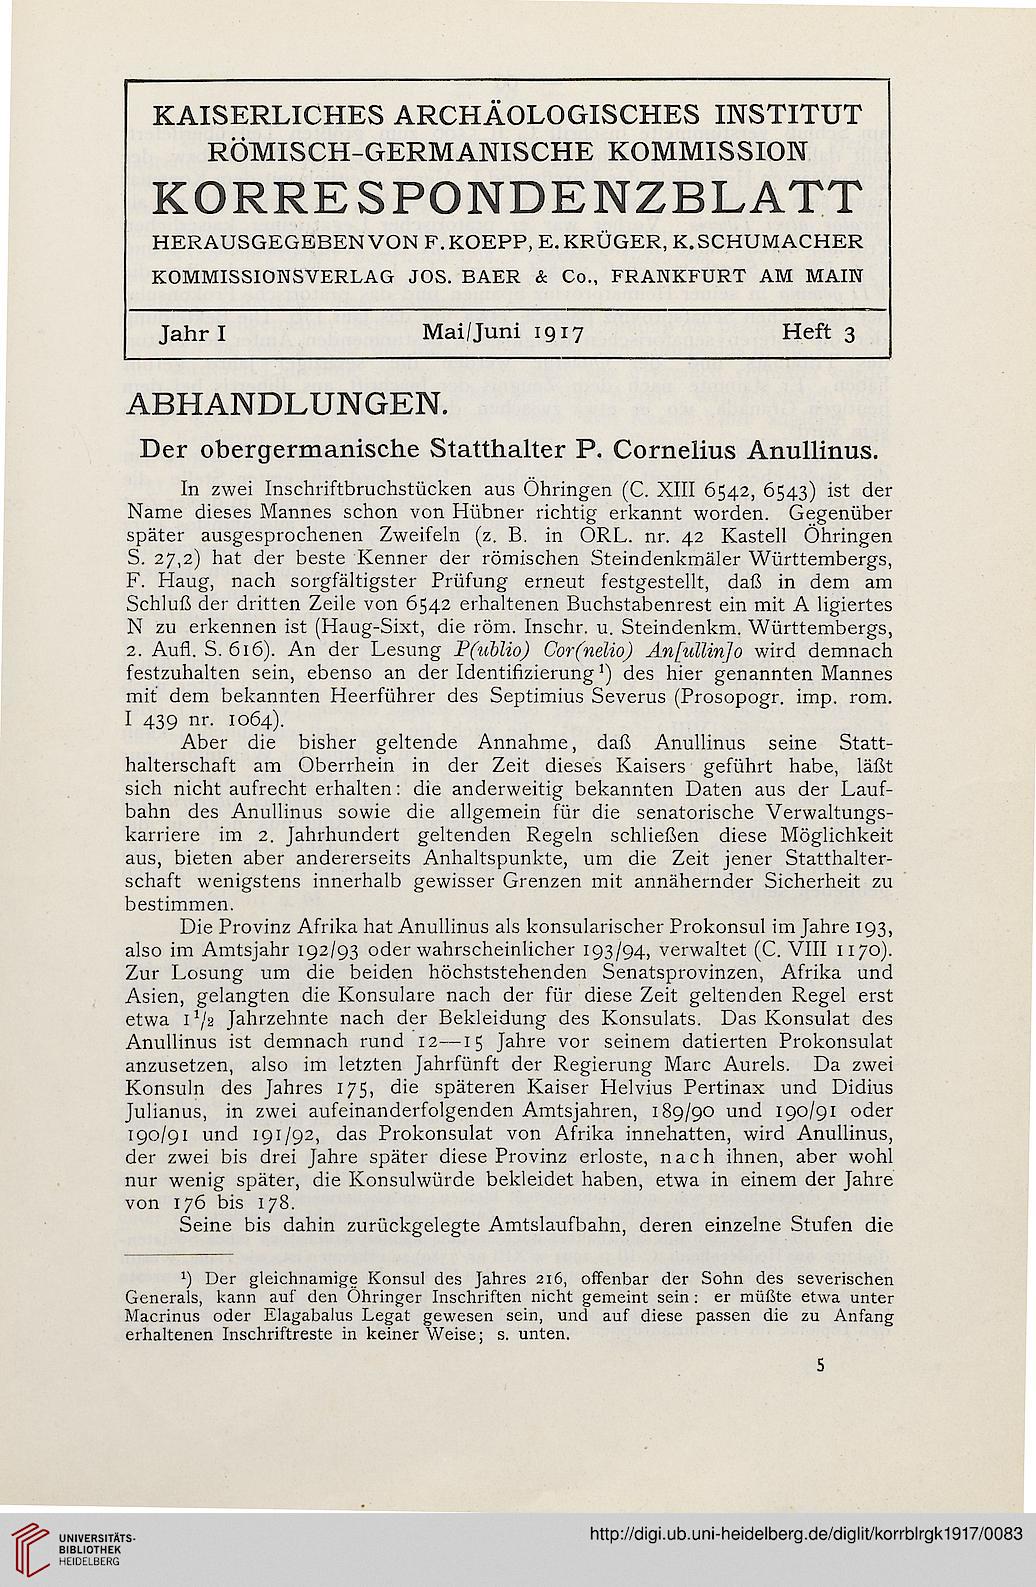 KAISERLICHES ARCHÄOLOGISCHES INSTITUT
RÖMISCH-GERMANISCHE KOMMISSION
KORRESPONDENZBLATT
HERAUSGEGEBEN VON F. KOEPP, E. KRÜGER, K. SCHUMACHER
KOMMISSIONSVERLAG JOS. BAER & Co., FRANKFURT AM MAIN
Jahr I Mai/Juni 1917 Heft 3
ABHANDLUNGEN.
Der obergermanische Statthalter P. Cornelius Anullinus.
In zwei Inschriftbruchstücken aus Öhringen (C. XIII 6542, 6543) ist der
Name dieses Mannes schon von Hübner richtig erkannt worden. Gegenüber
später ausgesprochenen Zweifeln (z. B. in ORL. nr. 42 Kastell Öhringen
S. 27,2) hat der beste Kenner der römischen Steindenkmäler Württembergs,
F. Haug, nach sorgfältigster Prüfung erneut festgestellt, daß in dem am
Schluß der dritten Zeile von 6542 erhaltenen Buchstabenrest ein mit A ligiertes
N zu erkennen ist (Haug-Sixt, die röm. Inschr. u. Steindenkm. Württembergs,
2. Aufl. S. 616). An der Lesung P(ublio) Cor(nelio) An[ullin]o wird demnach
festzuhalten sein, ebenso an der Identifizierung¹) des hier genannten Mannes
mit dem bekannten Heerführer des Septimius Severus (Prosopogr. imp. rom.
I 439 nr. 1064).
Aber die bisher geltende Annahme, daß Anullinus seine Statt-
halterschaft am Oberrhein in der Zeit dieses Kaisers geführt habe, läßt
sich nicht aufrecht erhalten: die anderweitig bekannten Daten aus der Lauf-
bahn des Anullinus sowie die allgemein für die senatorische Verwaltungs-
karriere im 2. Jahrhundert geltenden Regeln schließen diese Möglichkeit
aus, bieten aber andererseits Anhaltspunkte, um die Zeit jener Statthalter-
schaft wenigstens innerhalb gewisser Grenzen mit annähernder Sicherheit zu
bestimmen.
Die Provinz Afrika hat Anullinus als konsularischer Prokonsul im Jahre 193,
also im Amtsjahr 192/93 oder wahrscheinlicher 193/94, verwaltet (C. VIII 1170).
Zur Losung um die beiden höchststehenden Senatsprovinzen, Afrika und
Asien, gelangten die Konsulare nach der für diese Zeit geltenden Regel erst
etwa 1½ Jahrzehnte nach der Bekleidung des Konsulats. Das Konsulat des
Anullinus ist demnach rund 12—15 Jahre vor seinem datierten Prokonsulat
anzusetzen, also im letzten Jahrfünft der Regierung Marc Aurels. Da zwei
Konsuln des Jahres 175, die späteren Kaiser Helvius Pertinax und Didius
Julianus, in zwei aufeinanderfolgenden Amtsjahren, 189/90 und 190/91 oder
190/91 und 191/92, das Prokonsulat von Afrika innehatten, wird Anullinus,
der zwei bis drei Jahre später diese Provinz erloste, nach ihnen, aber wohl
nur wenig später, die Konsulwürde bekleidet haben, etwa in einem der Jahre
von 176 bis 178.
Seine bis dahin zurückgelegte Amtslaufbahn, deren einzelne Stufen die
¹) Der gleichnamige Konsul des Jahres 216, offenbar der Sohn des severischen
Generals, kann auf den Öhringer Inschriften nicht gemeint sein: er müßte etwa unter
Macrinus oder Elagabalus Legat gewesen sein, und auf diese passen die zu Anfang
erhaltenen Inschriftreste in keiner Weise; s. unten.
5
UNIVERSITÄTS-
BIBLIOTHEK
HEIDELBERG
http://digi.ub.uni-heidelberg.de/diglit/korrblrgk1917/0083